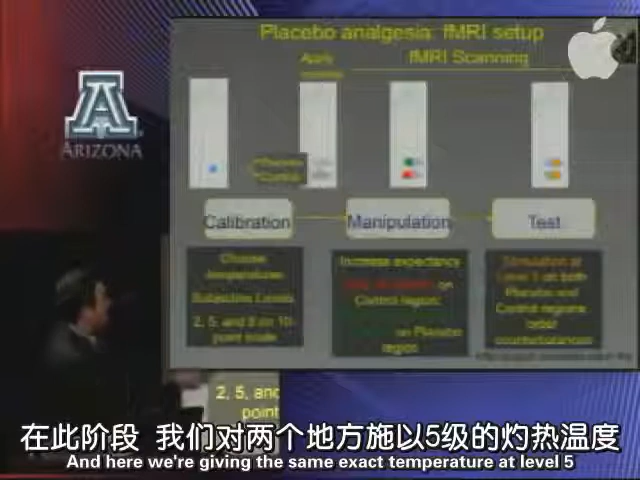 Placebo analgesia: fMRI setup
Apply
fMRI Scanning
ARIZONA
Calibration
Manipulation
Test
Choose
temperatures
Subjective Levels
2, 5, and 8 on 10-
point scale
Increase expectancy
on
Control region:
on Placebo
region
Stimulation at
Level 5 on both
Placebo and
Control regions,
order
counterbalanced
2, 5, and
point
在此阶段 我们对两个地方施以5级的灼热温度
And here we're giving the same exact temperature at level 5